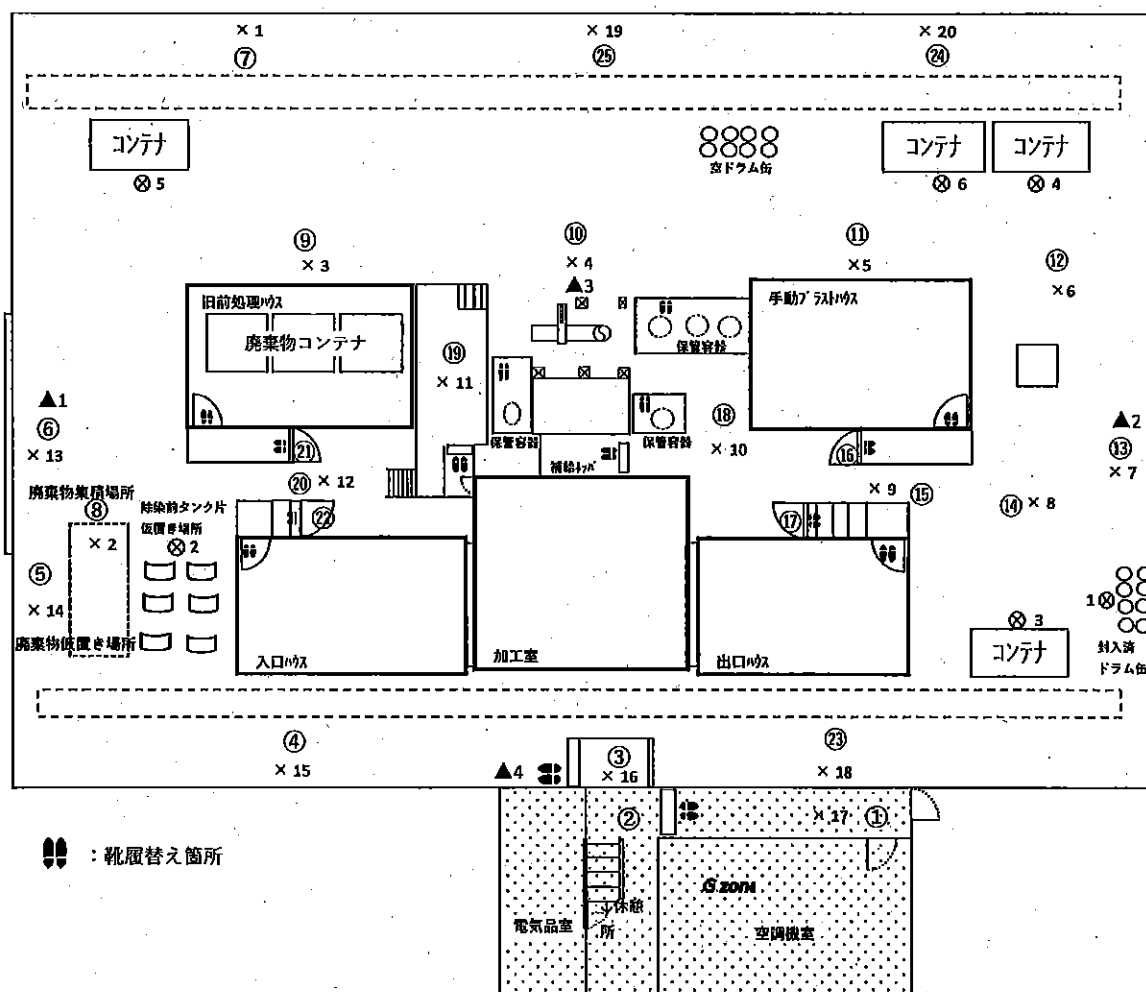 × 1
× 19
× 20
⑦
㉕
㉔
コンテナ
⊗ 5
空ドラム缶
コンテナ
コンテナ
⊗ 6
⊗ 4
⑨
× 3
⑩
× 4
▲3
⑪
× 5
⑫
× 6
旧前処理ハウス
廃棄物コンテナ
⑲
× 11
保管容器
手動ブラストハウス
保管容器
保管容器
⑱
× 10
補給ホッパ
▲1
⑥
× 13
▲2
⑬
× 7
㉑
⑯
⑳
× 12
× 9
⑮
⑭
× 8
廃棄物集積場所
⑧
× 2
除染前タンク片
仮置き場所
⊗ 2
㉒
⑰
⑤
× 14
廃棄物仮置き場所
入口ハウス
加工室
出口ハウス
⊗ 3
コンテナ
1⊗
封入済
ドラム缶
④
× 15
▲4
③
× 16
㉓
× 18
②
× 17
①
:靴履替え箇所
G zone
電気品室
休憩
所
空調機室